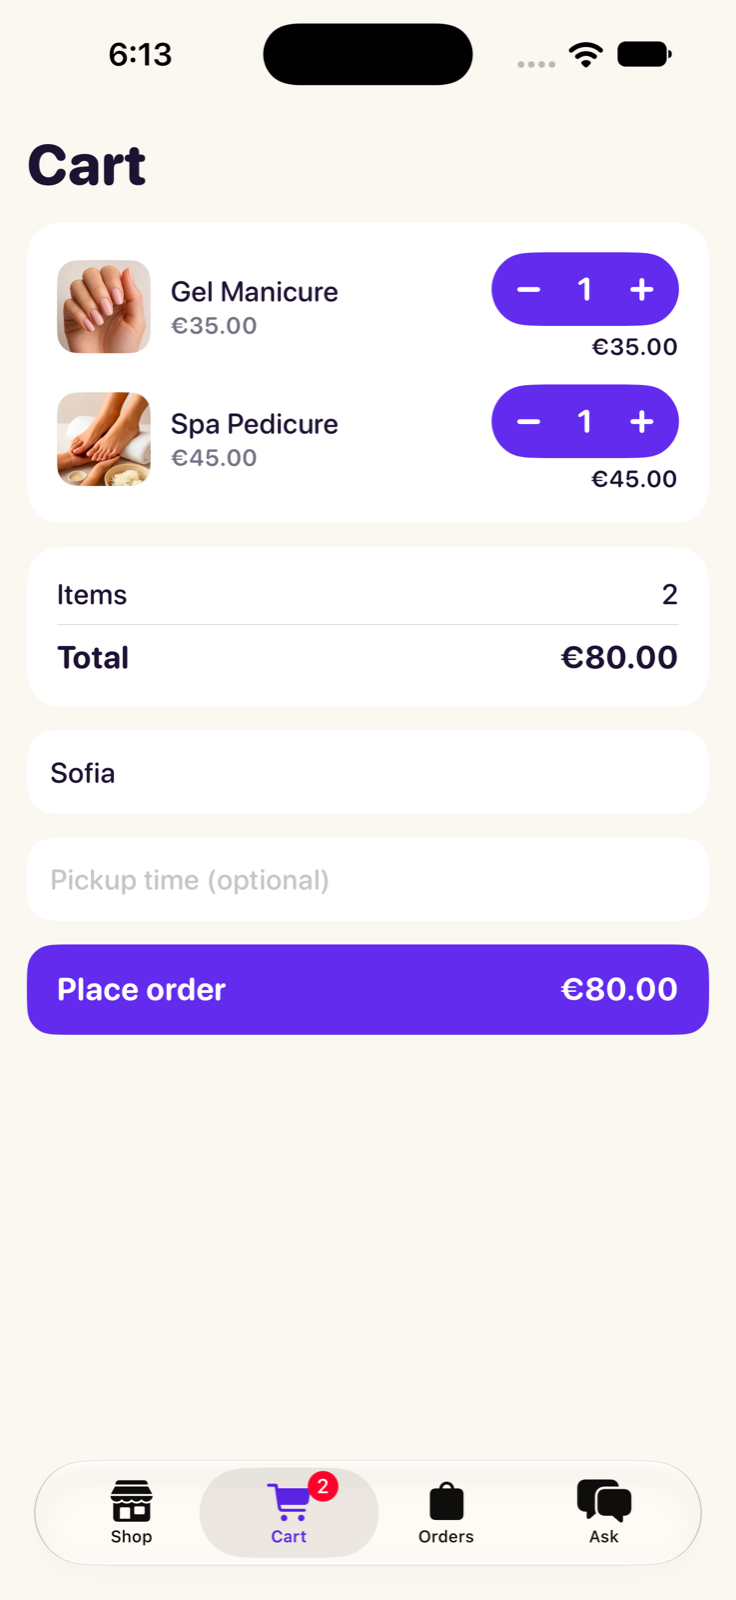 6:13
Cart
Gel Manicure
€35.00
− 1 +
€35.00
Spa Pedicure
€45.00
− 1 +
€45.00
Items 2
Total €80.00
Sofia
Pickup time (optional)
Place order €80.00
2
Shop Cart Orders Ask